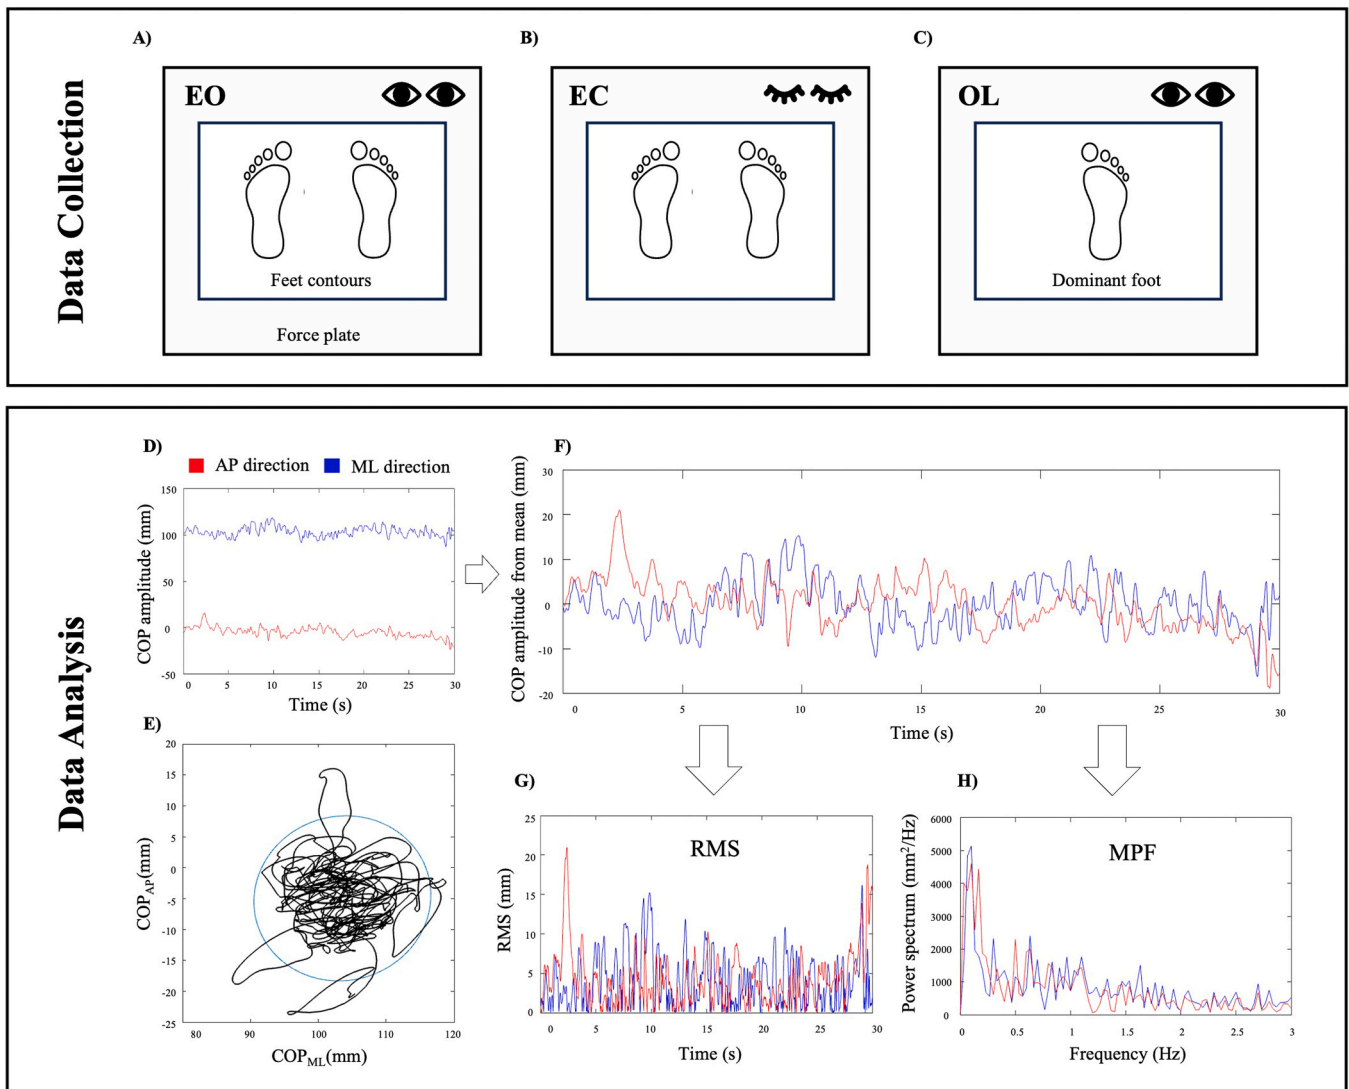 Data Collection
A)
EO
Feet contours
Force plate
B)
EC
C)
OL
Dominant foot
Data Analysis
D)
AP direction
ML direction
COP amplitude (mm)
150
100
50
0
-50
0 5 10 15 20 25 30
Time (s)
E)
COP_AP(mm)
20
15
10
5
0
-5
-10
-15
-20
-25
80 90 100 110 120
COP_ML(mm)
F)
COP amplitude from mean (mm)
30
20
10
0
-10
-20
0 5 10 15 20 25 30
Time (s)
G)
RMS
RMS (mm)
25
20
15
10
5
0
0 5 10 15 20 25 30
Time (s)
H)
MPF
Power spectrum (mm²/Hz)
6000
5000
4000
3000
2000
1000
0
0 0.5 1 1.5 2 2.5 3
Frequency (Hz)